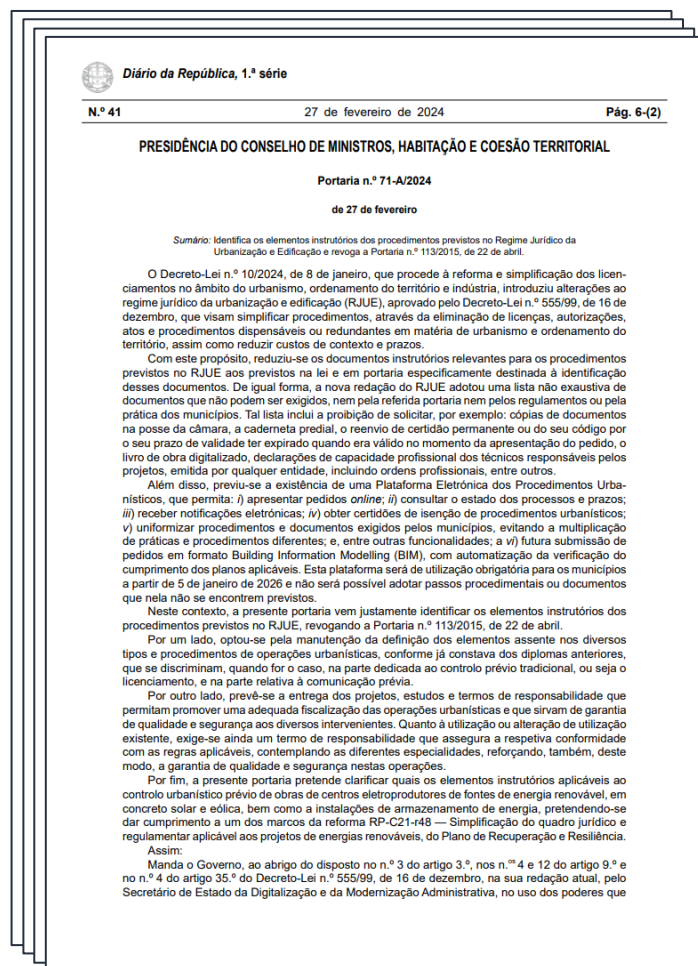 Diário da República, 1.ª série
N.º 41 27 de fevereiro de 2024 Pág. 6-(2)
PRESIDÊNCIA DO CONSELHO DE MINISTROS, HABITAÇÃO E COESÃO TERRITORIAL
Portaria n.º 71-A/2024
de 27 de fevereiro
Sumário: Identifica os elementos instrutórios dos procedimentos previstos no Regime Jurídico da
Urbanização e Edificação e revoga a Portaria n.º 113/2015, de 22 de abril.
O Decreto-Lei n.º 10/2024, de 8 de janeiro, que procede à reforma e simplificação dos licen-
ciamentos no âmbito do urbanismo, ordenamento do território e indústria, introduziu alterações ao
regime jurídico da urbanização e edificação (RJUE), aprovado pelo Decreto-Lei n.º 555/99, de 16 de
dezembro, que visam simplificar procedimentos, através da eliminação de licenças, autorizações,
atos e procedimentos dispensáveis ou redundantes em matéria de urbanismo e ordenamento do
território, assim como reduzir custos de contexto e prazos.
Com este propósito, reduziu-se os documentos instrutórios relevantes para os procedimentos
previstos no RJUE aos previstos na lei e em portaria especificamente destinada à identificação
desses documentos. De igual forma, a nova redação do RJUE adotou uma lista não exaustiva de
documentos que não podem ser exigidos, nem pela referida portaria nem pelos regulamentos ou pela
prática dos municípios. Tal lista inclui a proibição de solicitar, por exemplo: cópias de documentos
na posse da câmara, a caderneta predial, o reenvio de certidão permanente ou do seu código por
o seu prazo de validade ter expirado quando era válido no momento da apresentação do pedido, o
livro de obra digitalizado, declarações de capacidade profissional dos técnicos responsáveis pelos
projetos, emitida por qualquer entidade, incluindo ordens profissionais, entre outros.
Além disso, previu-se a existência de uma Plataforma Eletrónica dos Procedimentos Urba-
nísticos, que permita: i) apresentar pedidos online; ii) consultar o estado dos processos e prazos;
iii) receber notificações eletrónicas; iv) obter certidões de isenção de procedimentos urbanísticos;
v) uniformizar procedimentos e documentos exigidos pelos municípios, evitando a multiplicação
de práticas e procedimentos diferentes; e, entre outras funcionalidades; a vi) futura submissão de
pedidos em formato Building Information Modelling (BIM), com automatização da verificação do
cumprimento dos planos aplicáveis. Esta plataforma será de utilização obrigatória para os municípios
a partir de 5 de janeiro de 2026 e não será possível adotar passos procedimentais ou documentos
que nela não se encontrem previstos.
Neste contexto, a presente portaria vem justamente identificar os elementos instrutórios dos
procedimentos previstos no RJUE, revogando a Portaria n.º 113/2015, de 22 de abril.
Por um lado, optou-se pela manutenção da definição dos elementos assente nos diversos
tipos e procedimentos de operações urbanísticas, conforme já constava dos diplomas anteriores,
que se discriminam, quando for o caso, na parte dedicada ao controlo prévio tradicional, ou seja o
licenciamento, e na parte relativa à comunicação prévia.
Por outro lado, prevê-se a entrega dos projetos, estudos e termos de responsabilidade que
permitam promover uma adequada fiscalização das operações urbanísticas e que sirvam de garantia
de qualidade e segurança aos diversos intervenientes. Quanto à utilização ou alteração de utilização
existente, exige-se ainda um termo de responsabilidade que assegura a respetiva conformidade
com as regras aplicáveis, contemplando as diferentes especialidades, reforçando, também, deste
modo, a garantia de qualidade e segurança nestas operações.
Por fim, a presente portaria pretende clarificar quais os elementos instrutórios aplicáveis ao
controlo urbanístico prévio de obras de centros eletroprodutores de fontes de energia renovável, em
concreto solar e eólica, bem como a instalações de armazenamento de energia, pretendendo-se
dar cumprimento a um dos marcos da reforma RP-C21-r48 — Simplificação do quadro jurídico e
regulamentar aplicável aos projetos de energias renováveis, do Plano de Recuperação e Resiliência.
Assim:
Manda o Governo, ao abrigo do disposto no n.º 3 do artigo 3.º, nos n.os 4 e 12 do artigo 9.º e
no n.º 4 do artigo 35.º do Decreto-Lei n.º 555/99, de 16 de dezembro, na sua redação atual, pelo
Secretário de Estado da Digitalização e da Modernização Administrativa, no uso dos poderes que